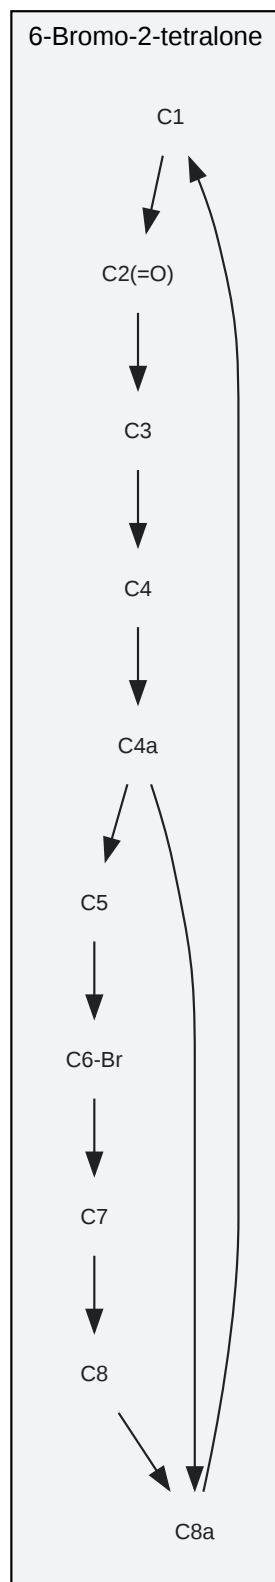 6-Bromo-2-tetralone
C1
C2(=O)
C3
C4
C4a
C5
C6-Br
C7
C8
C8a